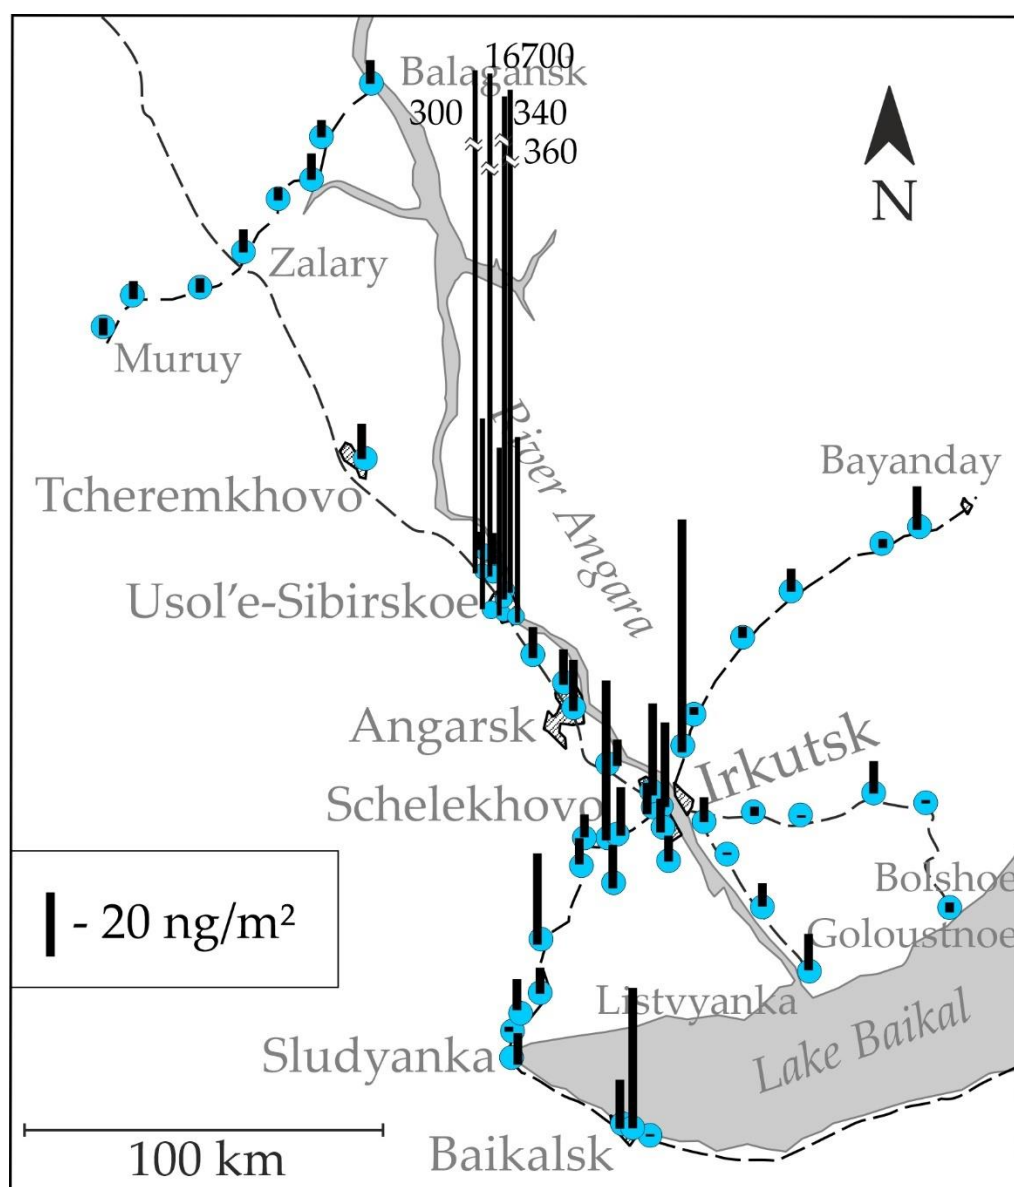 16700
Balagansk
300
340
360
N
Zalary
Muruy
River Angara
Bayanday
Tcheremkhovo
Usol'e-Sibirskoe
Angarsk
Irkutsk
Schelekhovo
Bolshoe
Goloustnoe
- 20 ng/m²
Listvyanka
Lake Baikal
Sludyanka
Baikalsk
100 km